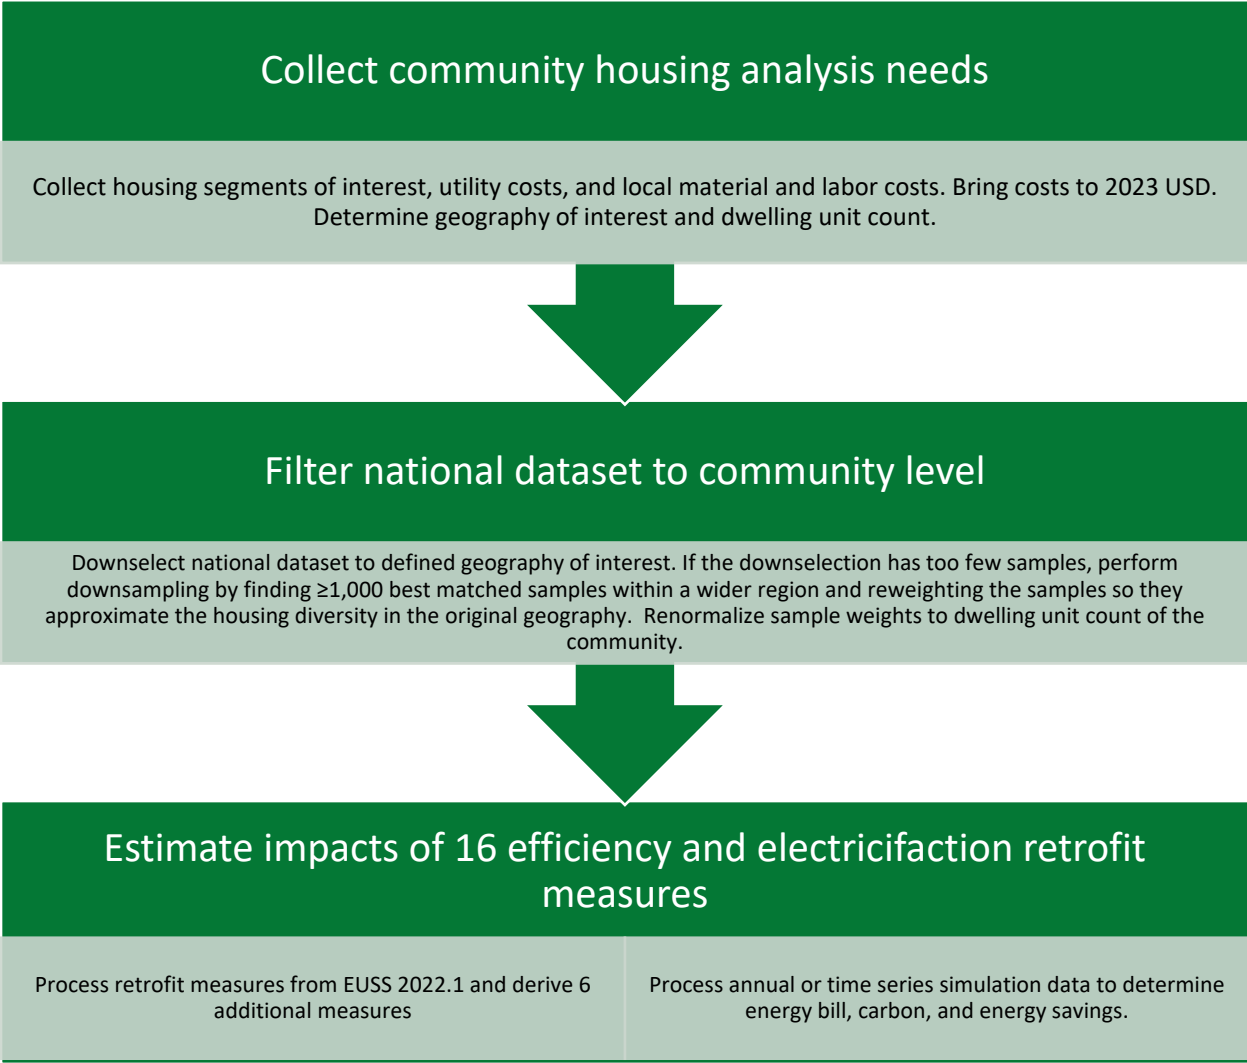 Collect community housing analysis needs
Collect housing segments of interest, utility costs, and local material and labor costs. Bring costs to 2023 USD.
Determine geography of interest and dwelling unit count.
Filter national dataset to community level
Downselect national dataset to defined geography of interest. If the downselection has too few samples, perform
downsampling by finding ≥1,000 best matched samples within a wider region and reweighting the samples so they
approximate the housing diversity in the original geography.  Renormalize sample weights to dwelling unit count of the
community.
Estimate impacts of 16 efficiency and electricifaction retrofit
measures
Process retrofit measures from EUSS 2022.1 and derive 6
additional measures
Process annual or time series simulation data to determine
energy bill, carbon, and energy savings.